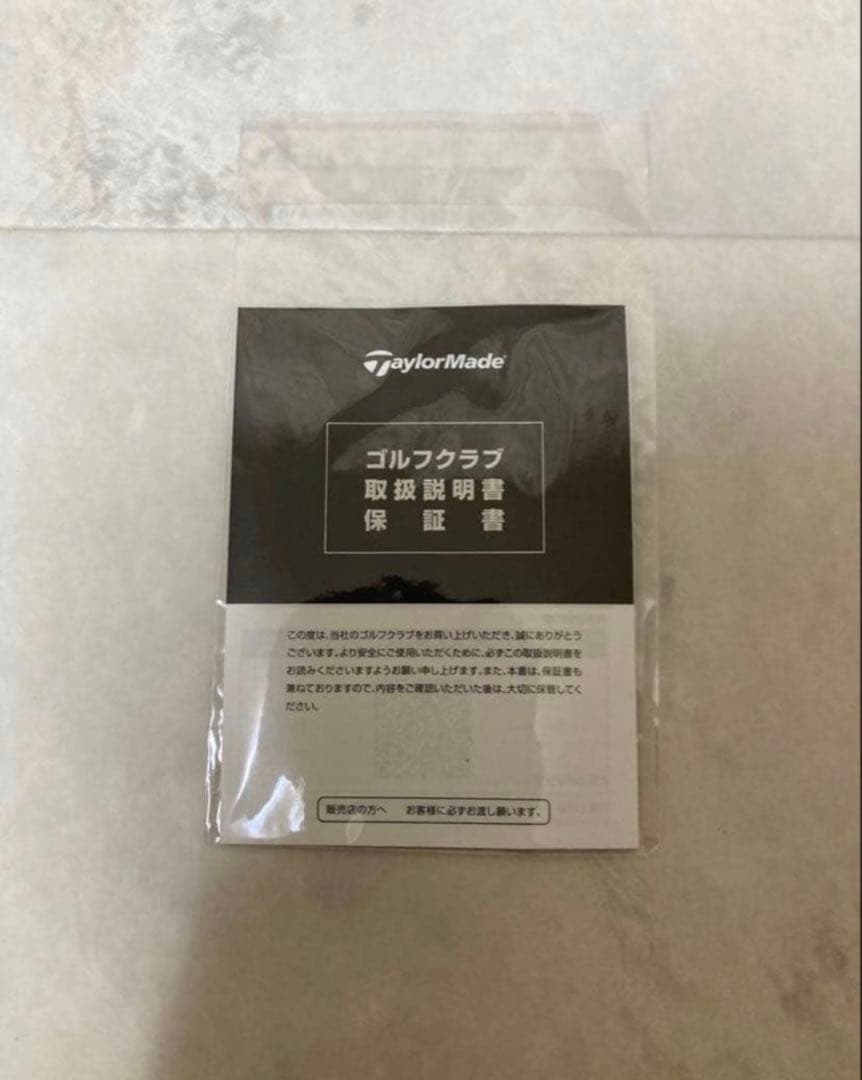 TaylorMade
ゴルフクラブ
取扱説明書
保証書
この度は、当社のゴルフクラブをお買い上げいただき、誠にありがとう
ございます。より安全にご使用いただくために、必ずこの取扱説明書を
お読みくださいますようお願い申し上げます。また、本書は、保証書も
兼ねておりますので、内容をご確認いただいた後は、大切に保管してく
ださい。
販売店の方へ お客様に必ずお渡し願います。